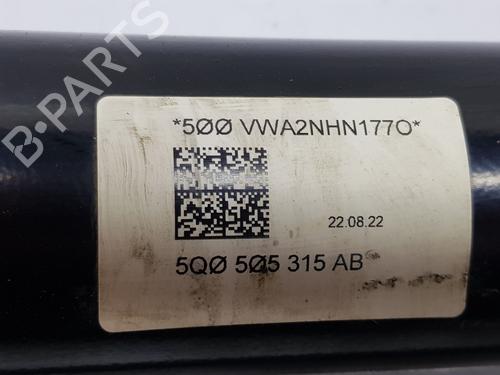 *5ØØ VWA2NHN177O*
22.08.22
5QØ 5Ø5 315 AB
B-PARTS